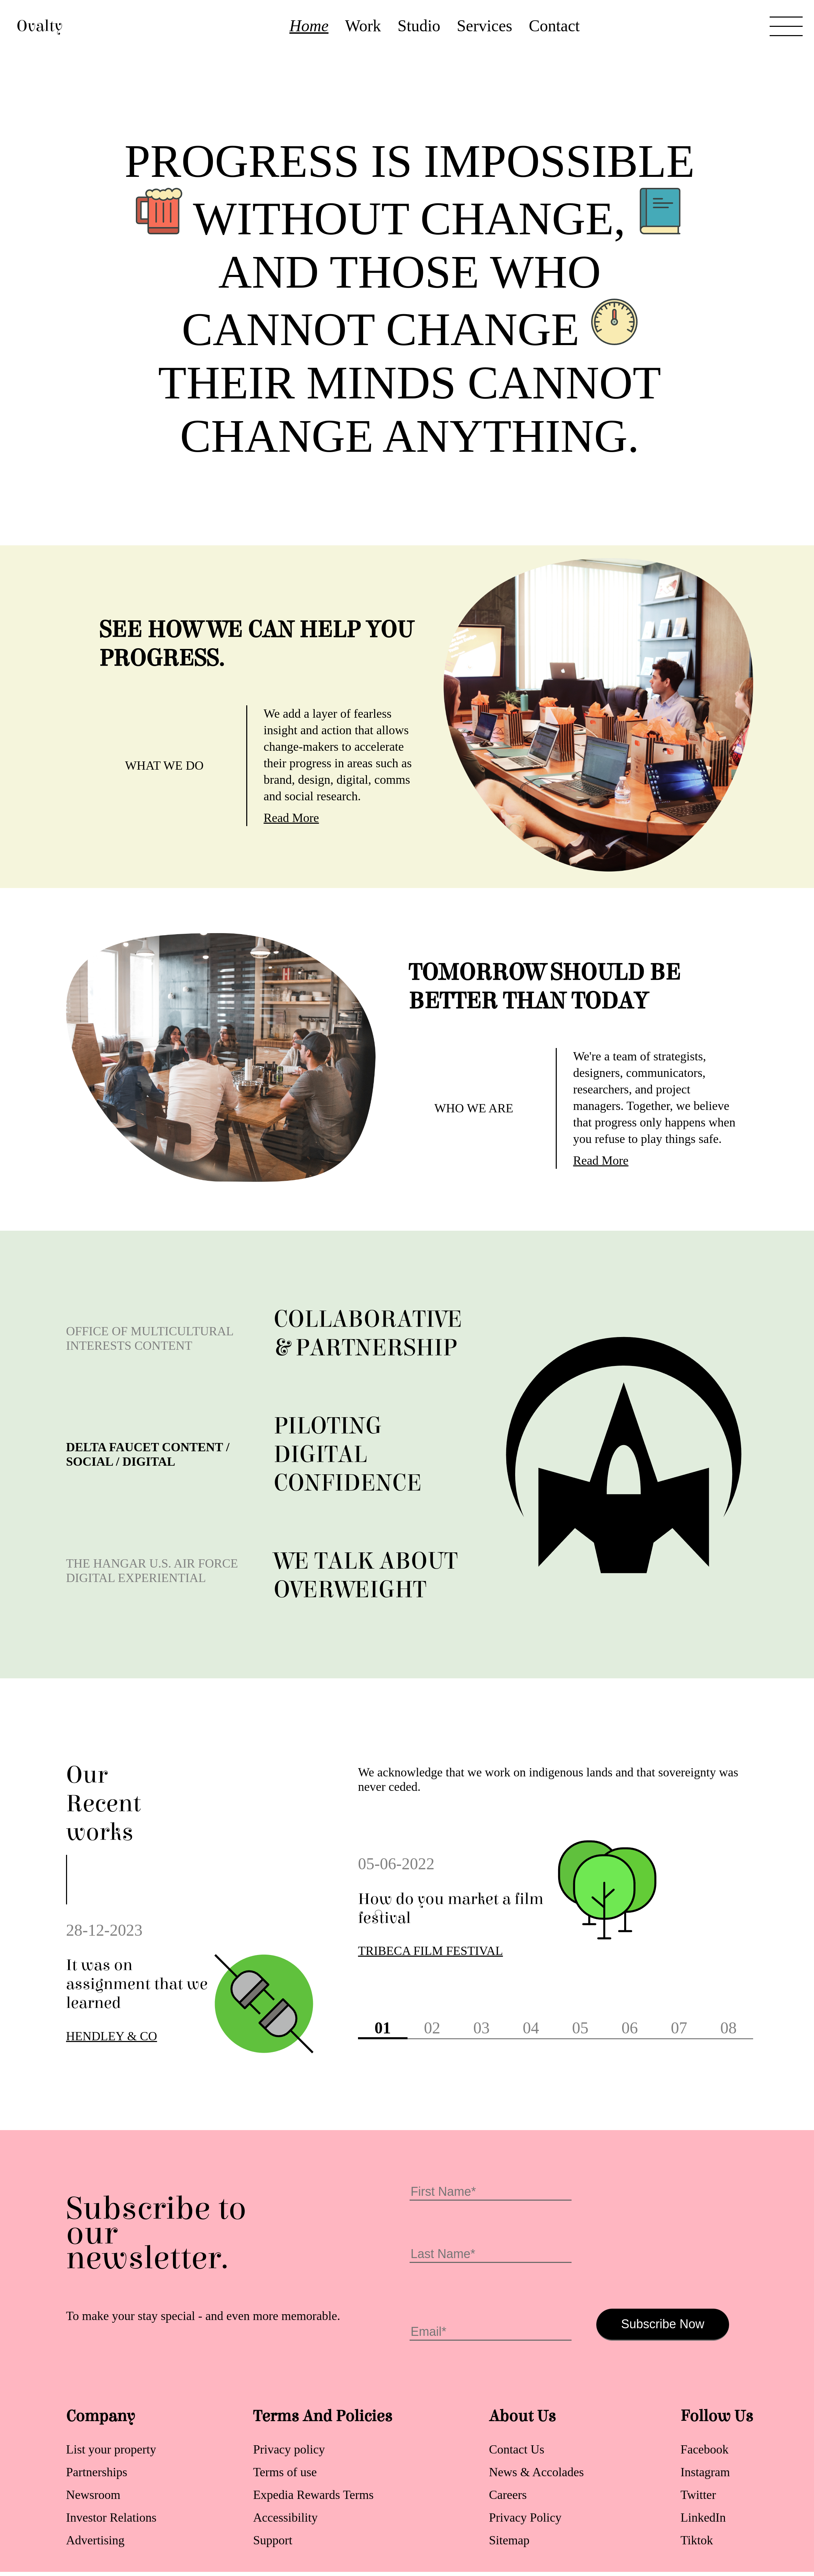 Ovalty
Home Work Studio Services Contact
PROGRESS IS IMPOSSIBLE
WITHOUT CHANGE,
AND THOSE WHO
CANNOT CHANGE
THEIR MINDS CANNOT
CHANGE ANYTHING.
SEE HOW WE CAN HELP YOU
PROGRESS.
WHAT WE DO
We add a layer of fearless
insight and action that allows
change-makers to accelerate
their progress in areas such as
brand, design, digital, comms
and social research.
Read More
TOMORROW SHOULD BE
BETTER THAN TODAY
WHO WE ARE
We're a team of strategists,
designers, communicators,
researchers, and project
managers. Together, we believe
that progress only happens when
you refuse to play things safe.
Read More
OFFICE OF MULTICULTURAL
INTERESTS CONTENT
COLLABORATIVE
& PARTNERSHIP
DELTA FAUCET CONTENT /
SOCIAL / DIGITAL
PILOTING
DIGITAL
CONFIDENCE
THE HANGAR U.S. AIR FORCE
DIGITAL EXPERIENTIAL
WE TALK ABOUT
OVERWEIGHT
Our
Recent
works
28-12-2023
It was on
assignment that we
learned
HENDLEY & CO
We acknowledge that we work on indigenous lands and that sovereignty was
never ceded.
05-06-2022
How do you market a film
festival
TRIBECA FILM FESTIVAL
01 02 03 04 05 06 07 08
Subscribe to
our
newsletter.
To make your stay special - and even more memorable.
First Name*
Last Name*
Email*
Subscribe Now
Company
List your property
Partnerships
Newsroom
Investor Relations
Advertising
Terms And Policies
Privacy policy
Terms of use
Expedia Rewards Terms
Accessibility
Support
About Us
Contact Us
News & Accolades
Careers
Privacy Policy
Sitemap
Follow Us
Facebook
Instagram
Twitter
LinkedIn
Tiktok